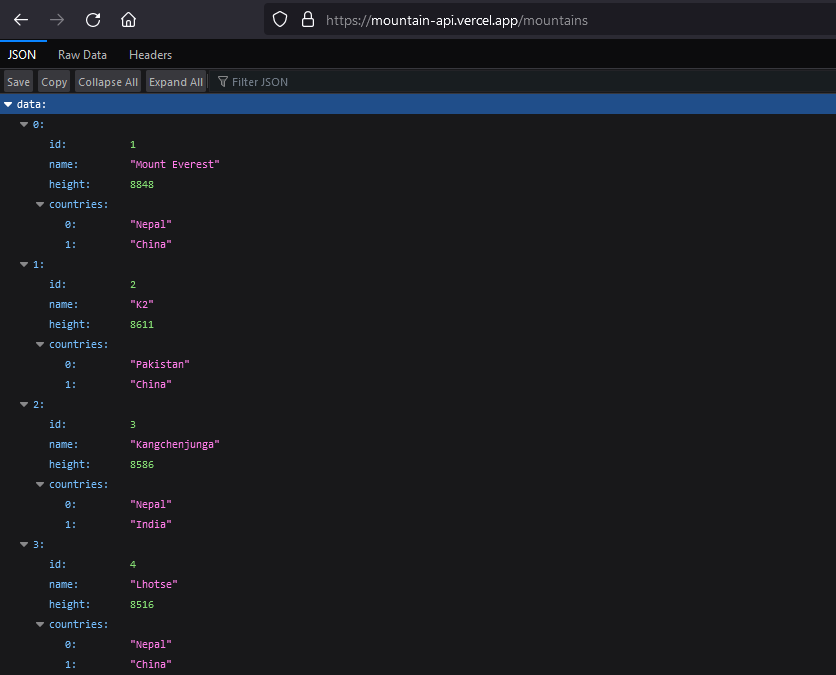 https://mountain-api.vercel.app/mountains
JSON Raw Data Headers
Save Copy Collapse All Expand All Filter JSON
data:
0:
id: 1
name: "Mount Everest"
height: 8848
countries:
0: "Nepal"
1: "China"
1:
id: 2
name: "K2"
height: 8611
countries:
0: "Pakistan"
1: "China"
2:
id: 3
name: "Kangchenjunga"
height: 8586
countries:
0: "Nepal"
1: "India"
3:
id: 4
name: "Lhotse"
height: 8516
countries:
0: "Nepal"
1: "China"